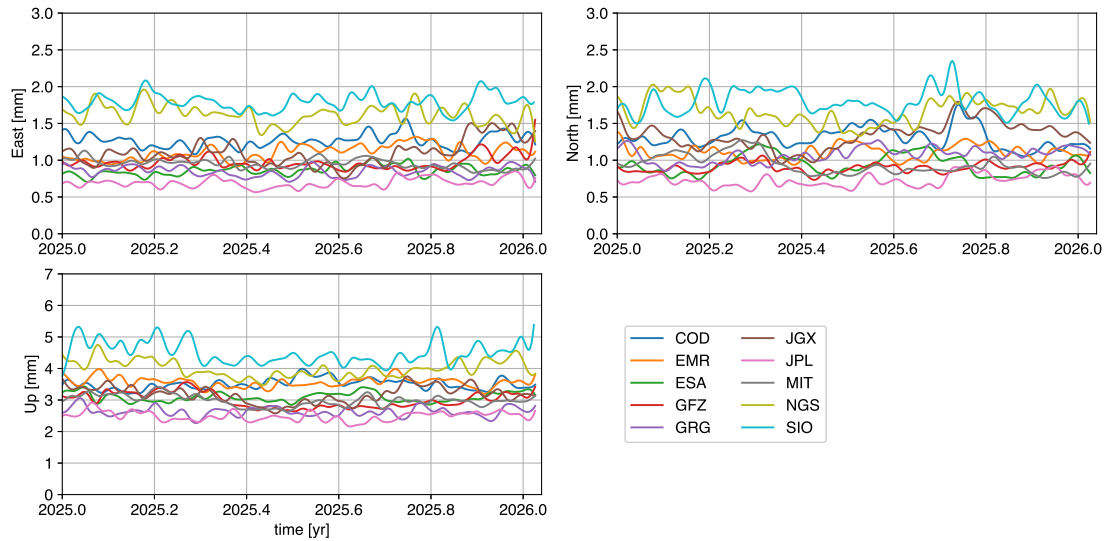 3.0
2.5
2.0
1.5
1.0
0.5
0.0
East [mm]
2025.0 2025.2 2025.4 2025.6 2025.8 2026.0
3.0
2.5
2.0
1.5
1.0
0.5
0.0
North [mm]
2025.0 2025.2 2025.4 2025.6 2025.8 2026.0
7
6
5
4
3
2
1
0
Up [mm]
2025.0 2025.2 2025.4 2025.6 2025.8 2026.0
time [yr]
COD JGX
EMR JPL
ESA MIT
GFZ NGS
GRG SIO